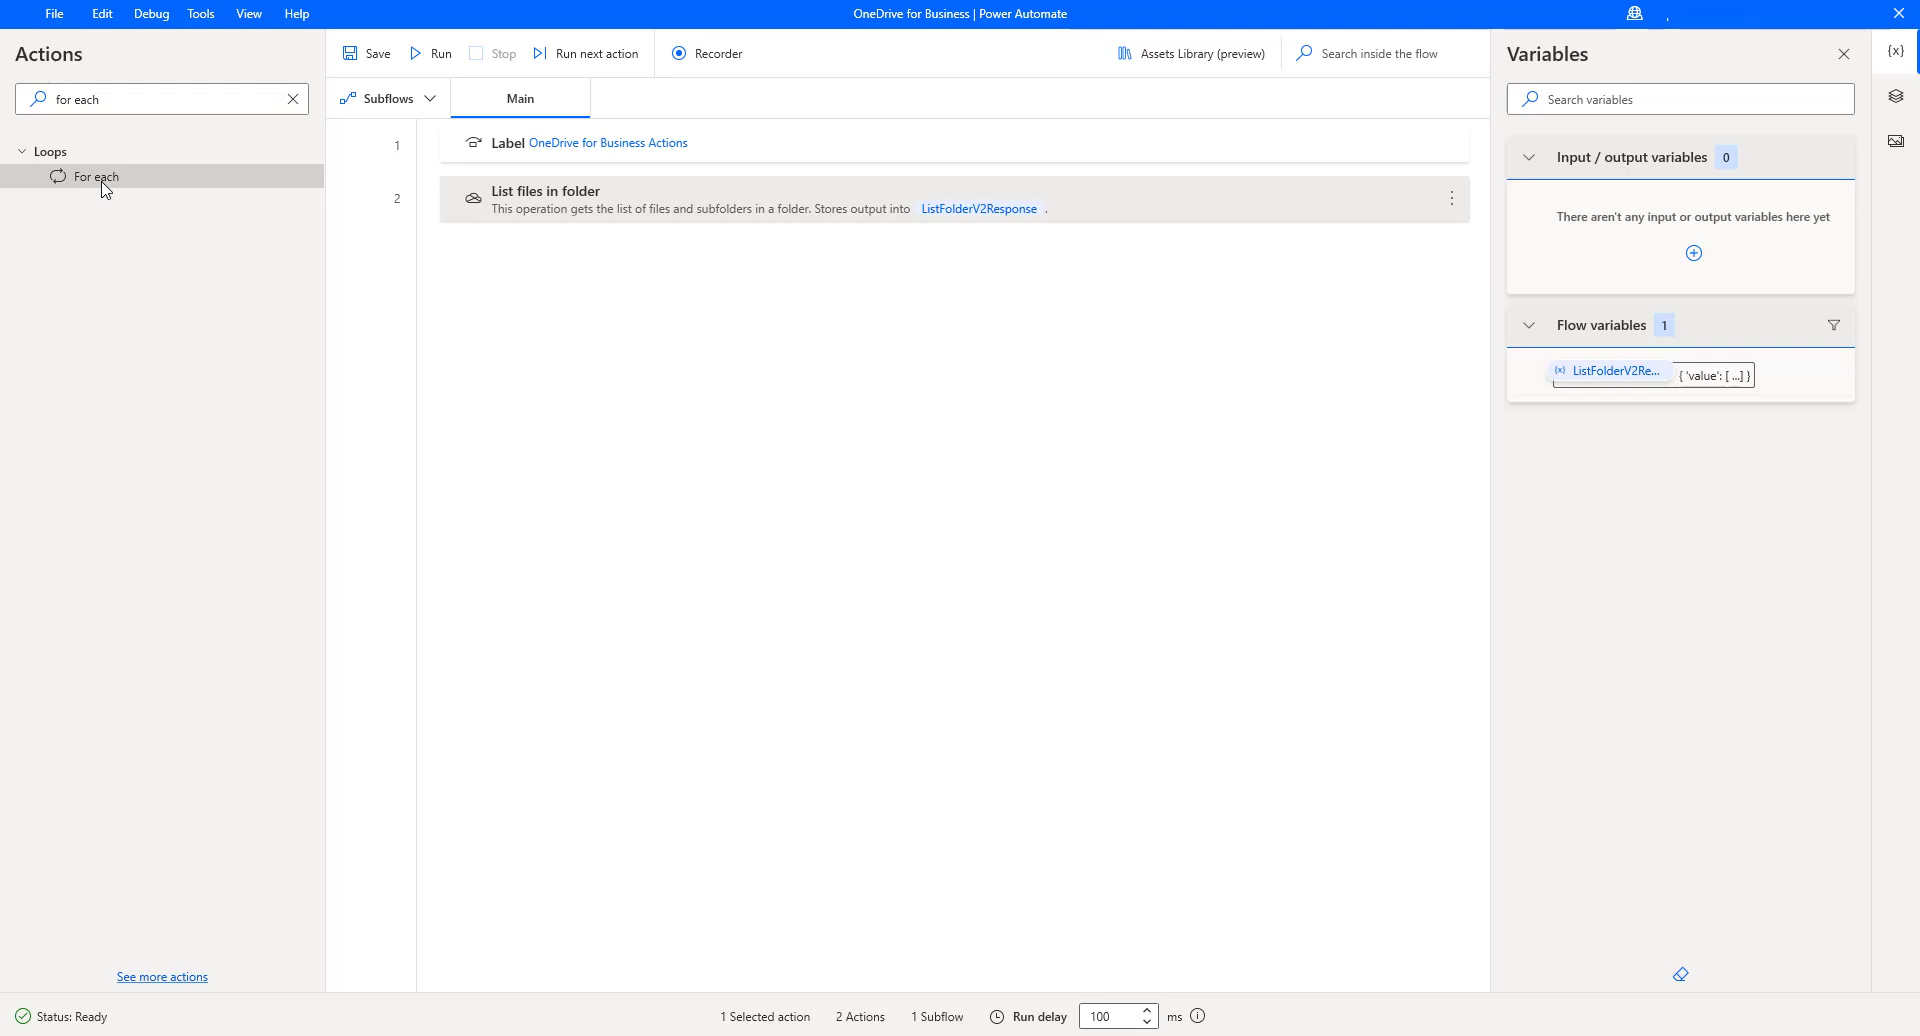 File Edit Debug Tools View Help
OneDrive for Business | Power Automate
Actions
for each
Loops
For each
See more actions
Save Run Stop Run next action Recorder
Assets Library (preview) Search inside the flow
Subflows Main
1 Label OneDrive for Business Actions
2 List files in folder
This operation gets the list of files and subfolders in a folder. Stores output into ListFolderV2Response .
Variables
Search variables
Input / output variables 0
There aren't any input or output variables here yet
Flow variables 1
(x) ListFolderV2Re... { 'value': [ ...] }
{x}
Status: Ready
1 Selected action 2 Actions 1 Subflow Run delay 100 ms